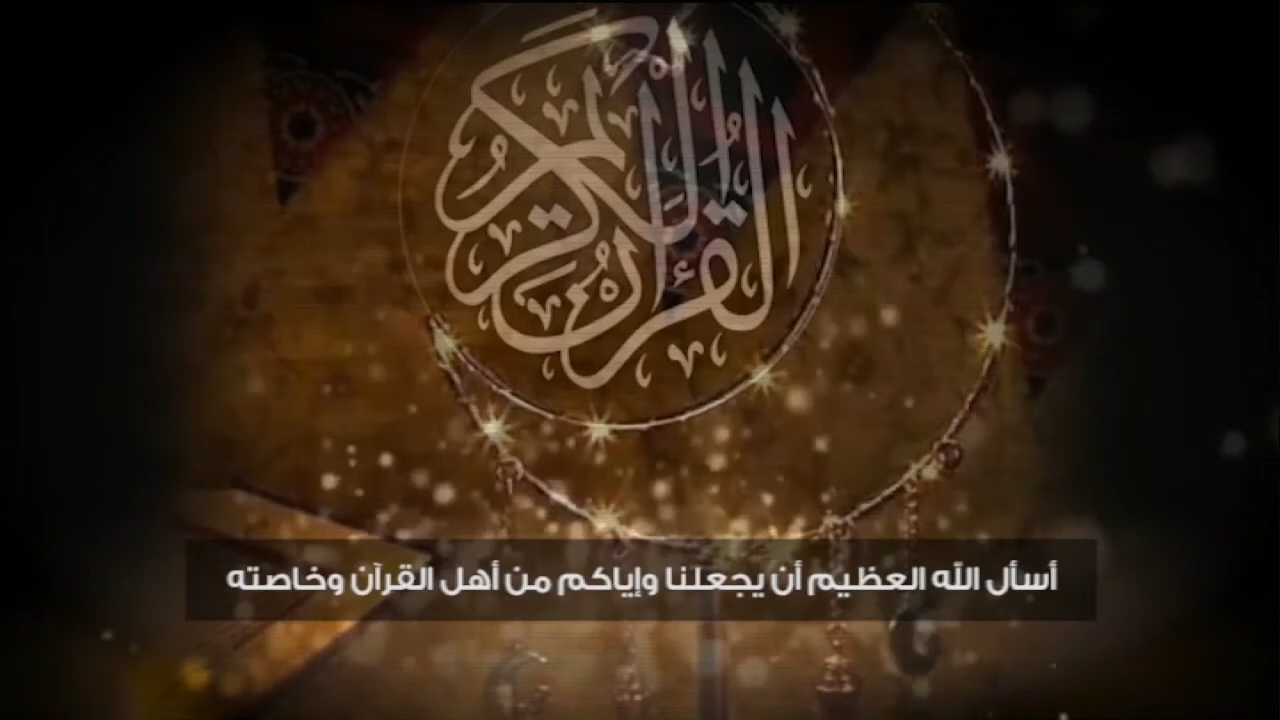 القرآن الكريم
أسأل الله العظيم أن يجعلنا وإياكم من أهل القرآن وخاصته